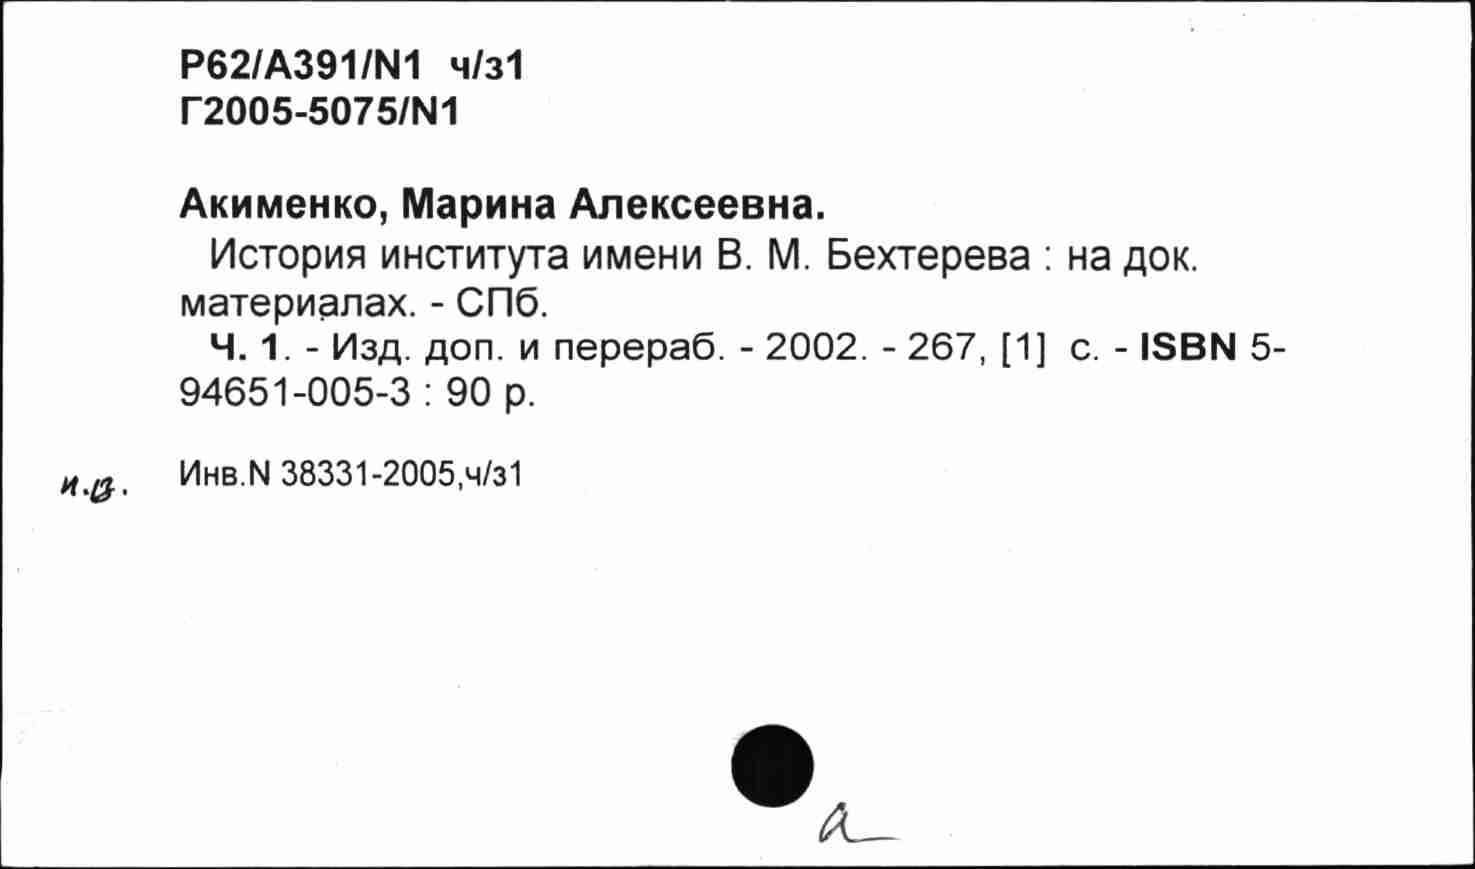 Р62/А391/N1 ч/з1
Г2005-5075/N1
Акименко, Марина Алексеевна.
История института имени В. М. Бехтерева : на док.
материалах. - СПб.
Ч. 1. - Изд. доп. и перераб. - 2002. - 267, [1] с. - ISBN 5-
94651-005-3 : 90 р.
Инв.N 38331-2005,ч/з1
а